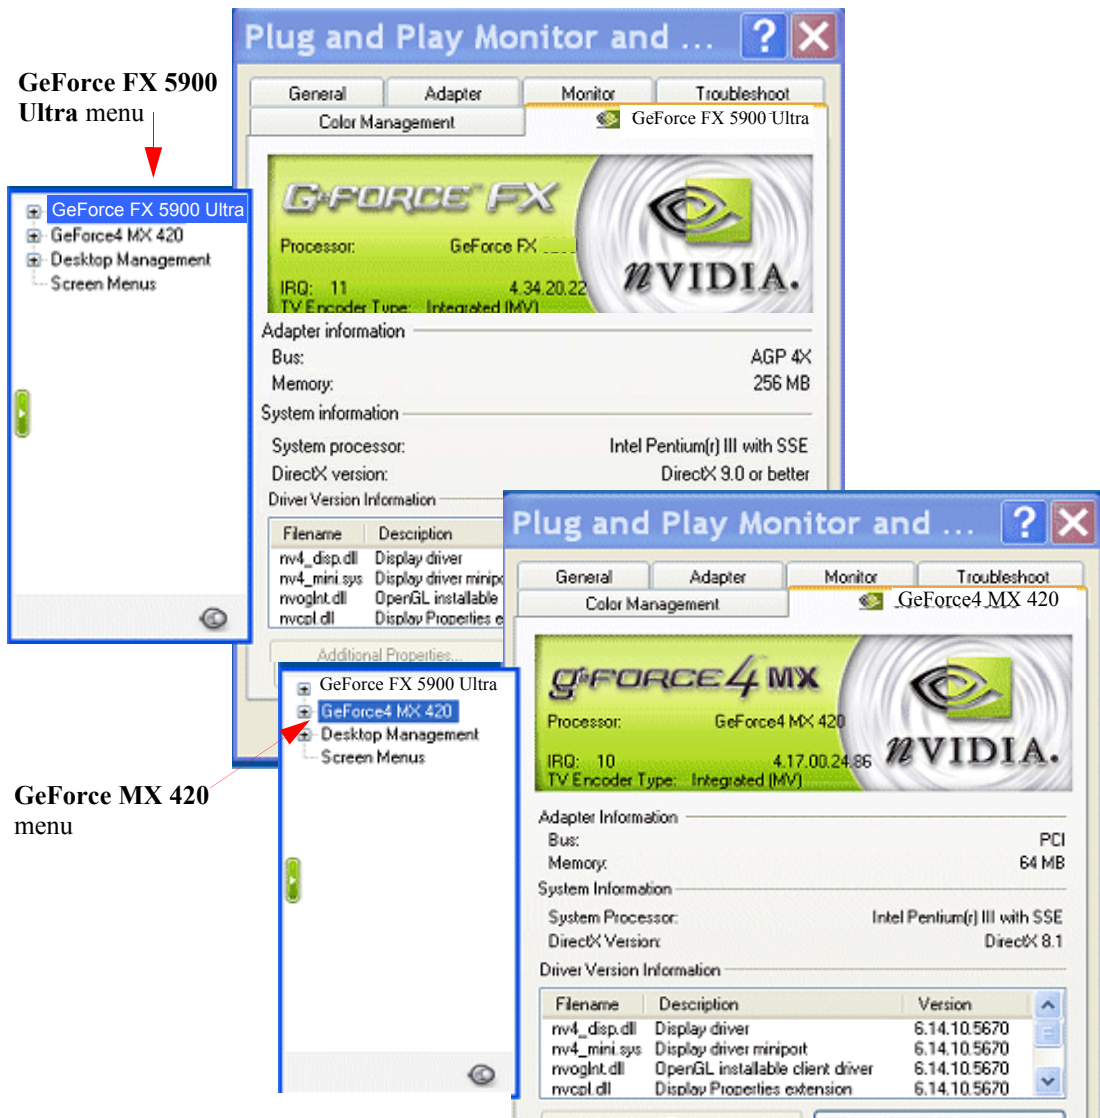 Plug and Play Monitor and ...
GeForce FX 5900
Ultra menu
General Adapter Monitor Troubleshoot
Color Management GeForce FX 5900 Ultra
GeForce FX 5900 Ultra
GeForce4 MX 420
Desktop Management
Screen Menus
GEFORCE FX
Processor: GeForce FX
IRQ: 11 4.34.20.22
TV Encoder Type: Integrated (MV)
nVIDIA.
Adapter information
Bus: AGP 4X
Memory: 256 MB
System information
System processor: Intel Pentium(r) III with SSE
DirectX version: DirectX 9.0 or better
Driver Version Information
Filename Description
nv4_disp.dll Display driver
nv4_mini.sys Display driver minipo
nvoglnt.dll OpenGL installable
nvcpl.dll Display Properties e
Additional Properties...
Plug and Play Monitor and ...
General Adapter Monitor Troubleshoot
Color Management GeForce4 MX 420
GeForce FX 5900 Ultra
GeForce4 MX 420
Desktop Management
Screen Menus
GeForce MX 420
menu
GEFORCE4 MX
Processor: GeForce4 MX 420
IRQ: 10 4.17.00.24.86
TV Encoder Type: Integrated (MV)
nVIDIA.
Adapter Information
Bus: PCI
Memory: 64 MB
System Information
System Processor: Intel Pentium(r) III with SSE
DirectX Version: DirectX 8.1
Driver Version Information
Filename Description Version
nv4_disp.dll Display driver 6.14.10.5670
nv4_mini.sys Display driver miniport 6.14.10.5670
nvoglnt.dll OpenGL installable client driver 6.14.10.5670
nvcpl.dll Display Properties extension 6.14.10.5670